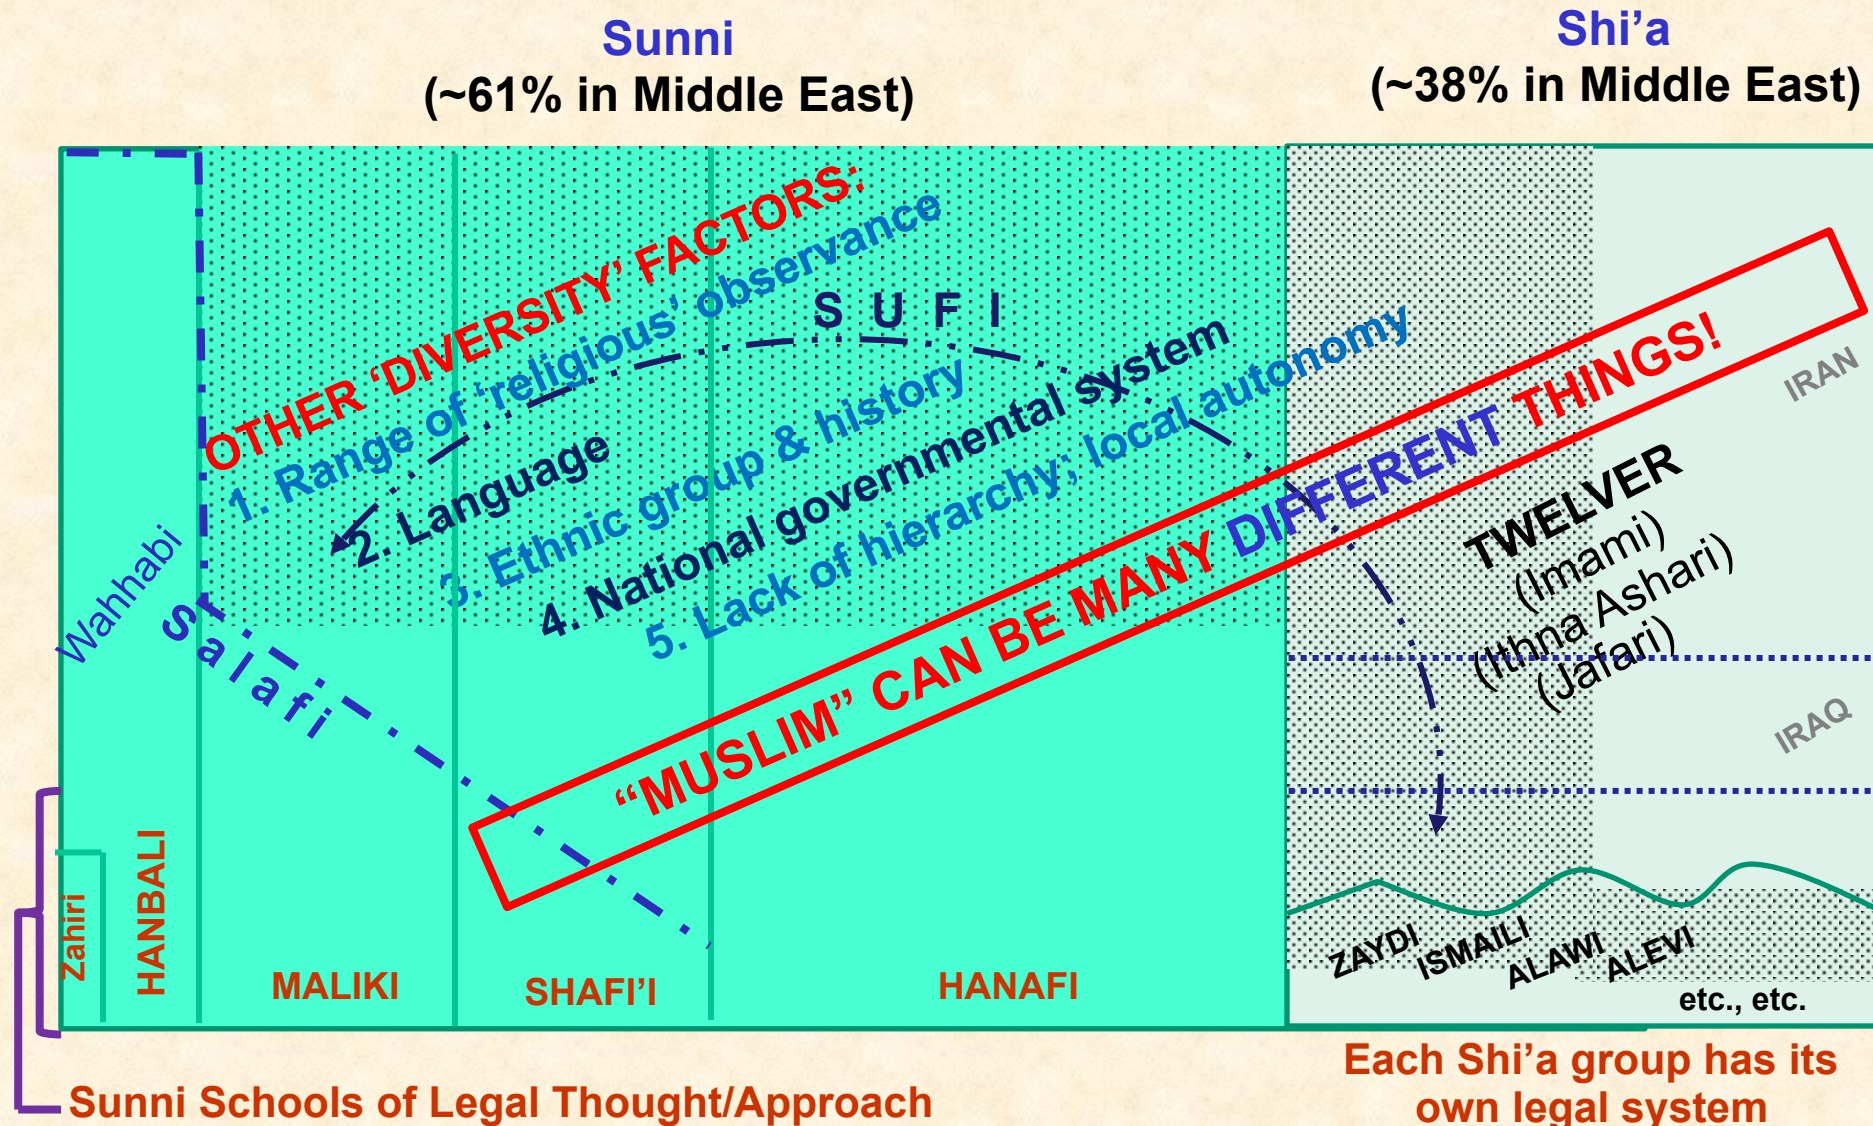 Sunni
(~61% in Middle East)
Shi’a
(~38% in Middle East)
OTHER ‘DIVERSITY’ FACTORS:
1. Range of ‘religious’ observance
2. Language
3. Ethnic group & history
4. National governmental system
5. Lack of hierarchy; local autonomy
S U F I
“MUSLIM” CAN BE MANY DIFFERENT THINGS!
IRAN
TWELVER
(Imami)
(Ithna Ashari)
(Jafari)
IRAQ
Wahhabi
Salafi
Zahiri
HANBALI
MALIKI
SHAFI’I
HANAFI
ZAYDI
ISMAILI
ALAWI
ALEVI
etc., etc.
Sunni Schools of Legal Thought/Approach
Each Shi’a group has its
own legal system